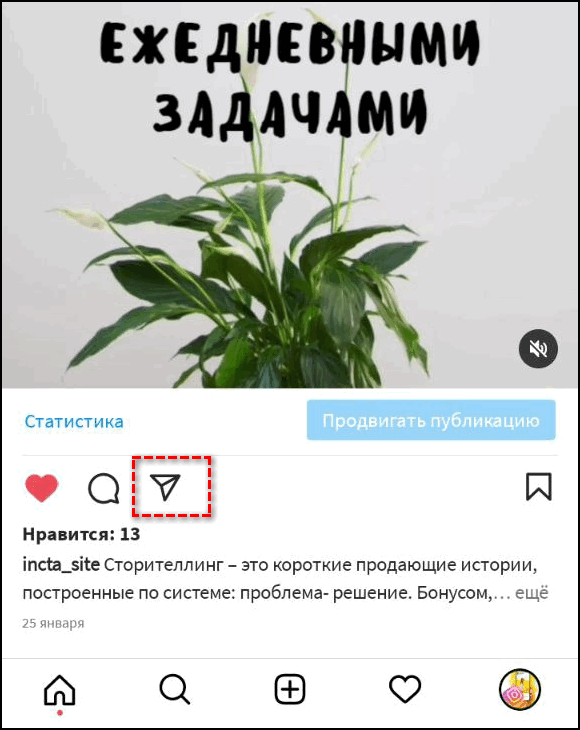 ЕЖЕДНЕВНЫМИ
ЗАДАЧАМИ
Статистика
Продвигать публикацию
Нравится: 13
incta_site Сторителлинг – это короткие продающие истории,
построенные по системе: проблема- решение. Бонусом,... ещё
25 января